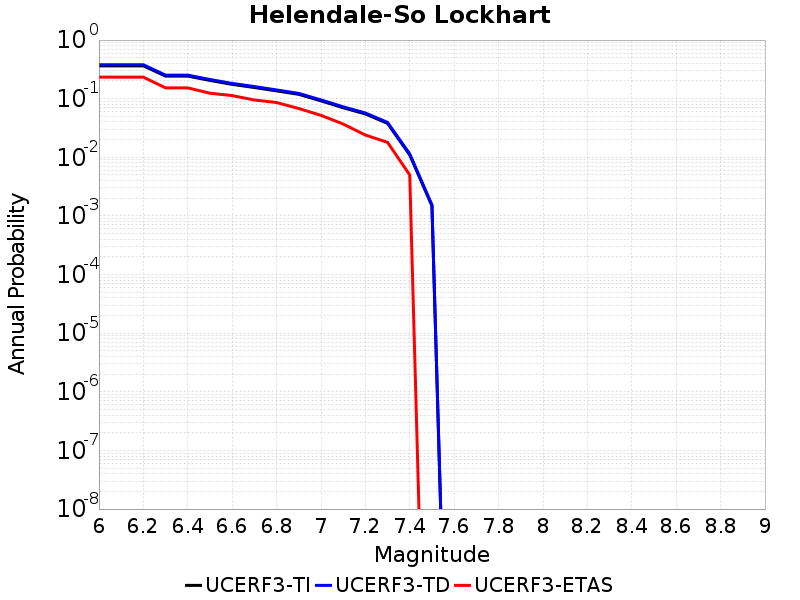 Helendale-So Lockhart
10^0
10^-1
10^-2
10^-3
10^-4
10^-5
10^-6
10^-7
10^-8
Annual Probability
6 6.2 6.4 6.6 6.8 7 7.2 7.4 7.6 7.8 8 8.2 8.4 8.6 8.8 9
Magnitude
UCERF3-TI UCERF3-TD UCERF3-ETAS